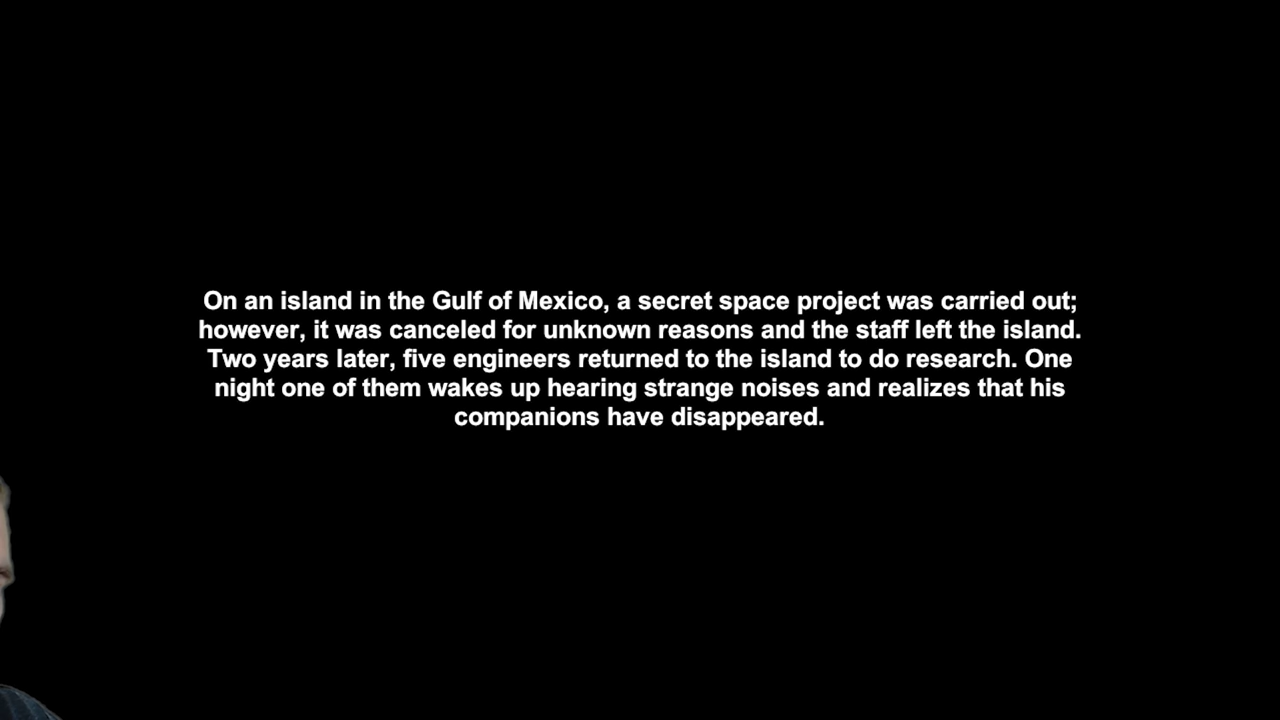 On an island in the Gulf of Mexico, a secret space project was carried out;
however, it was canceled for unknown reasons and the staff left the island.
Two years later, five engineers returned to the island to do research. One
night one of them wakes up hearing strange noises and realizes that his
companions have disappeared.